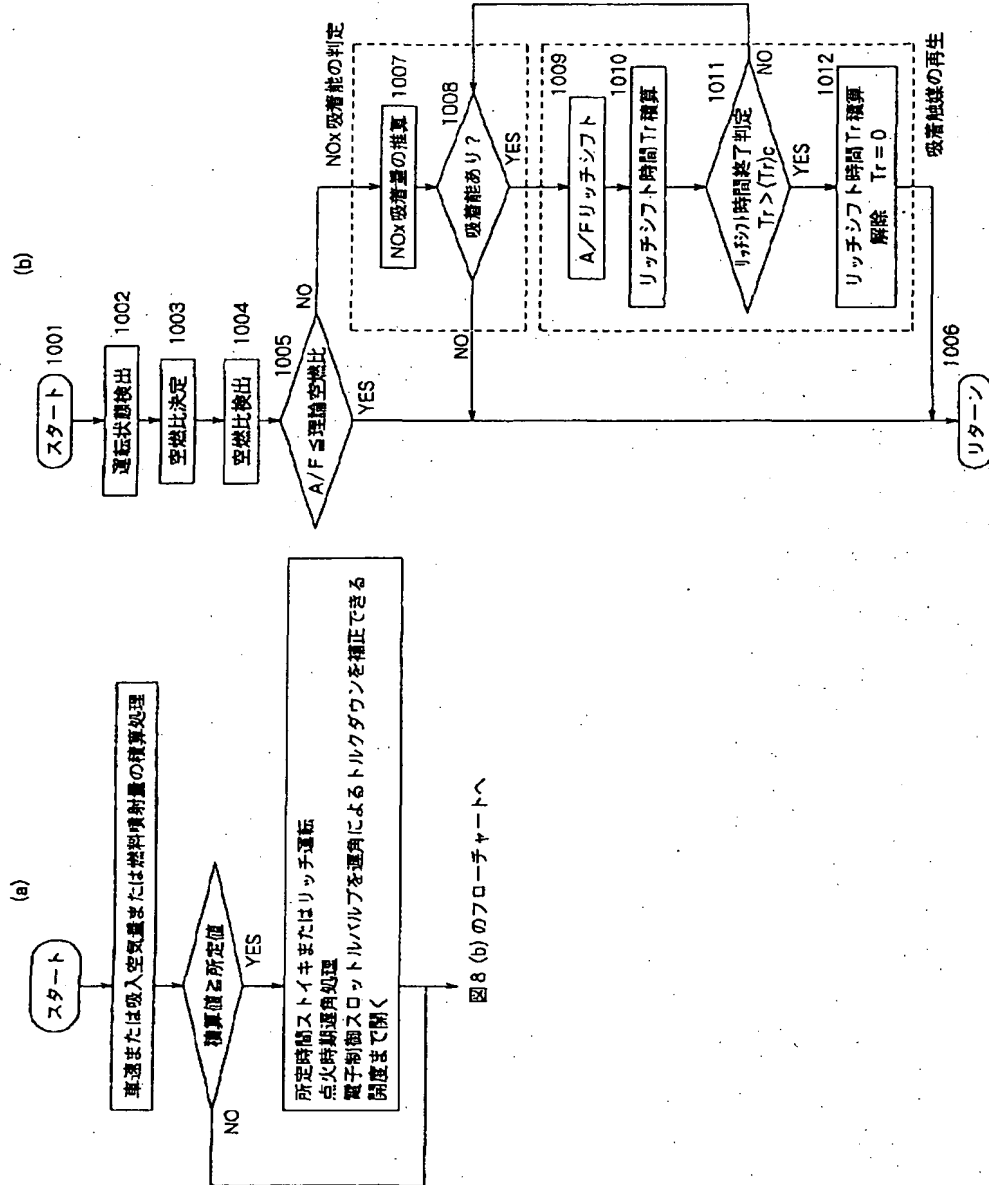 (a)
スタート
車速または吸入空気量または燃料噴射量の積算処理
積算値≧所定値
NO
YES
所定時間ストイキまたはリッチ運転
点火時期遅角処理
電子制御スロットルバルブを遅角によるトルクダウンを補正できる
開度まで開く
図8(b)のフローチャートへ
(b)
スタート
1001
運転状態検出
1002
空燃比決定
1003
空燃比検出
1004
A/F≦理論空燃比
1005
NO
YES
NOx吸着能の判定
NOx吸着量の推算
1007
吸着能あり?
1008
NO
YES
A/Fリッチシフト
1009
リッチシフト時間Tr積算
1010
リッチシフト時間終了判定
Tr>(Tr)c
1011
NO
YES
リッチシフト時間Tr積算
解除 Tr=0
1012
吸着触媒の再生
1006
リターン